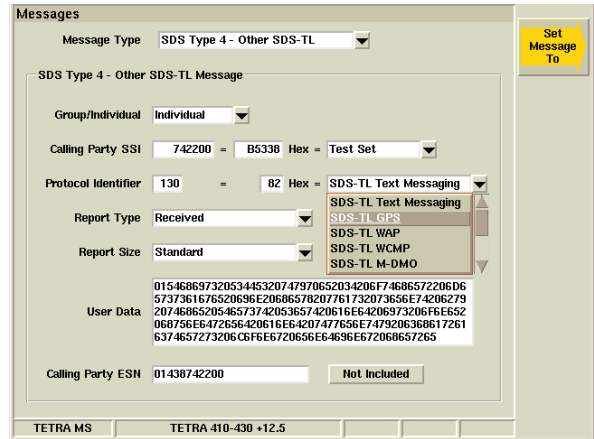 Messages
Message Type SDS Type 4 - Other SDS-TL
Set
Message
To
SDS Type 4 - Other SDS-TL Message
Group/Individual Individual
Calling Party SSI 742200 = B5338 Hex = Test Set
Protocol Identifier 130 = 82 Hex = SDS-TL Text Messaging
SDS-TL Text Messaging
SDS-TL GPS
SDS-TL WAP
SDS-TL WCMP
SDS-TL M-DMO
Report Type Received
Report Size Standard
User Data
01546869732053445320747970652034206F74686572206D6
5737361676520696E20686578207761732073656E74206279
2074686520546573742053657420616E64206973206F6E652
068756E6472656420616E64207477656E7479206368617261
6374657273206C6F6E6720656E64696E672068657265
Calling Party ESN 01438742200 Not Included
TETRA MS TETRA 410-430 +12.5